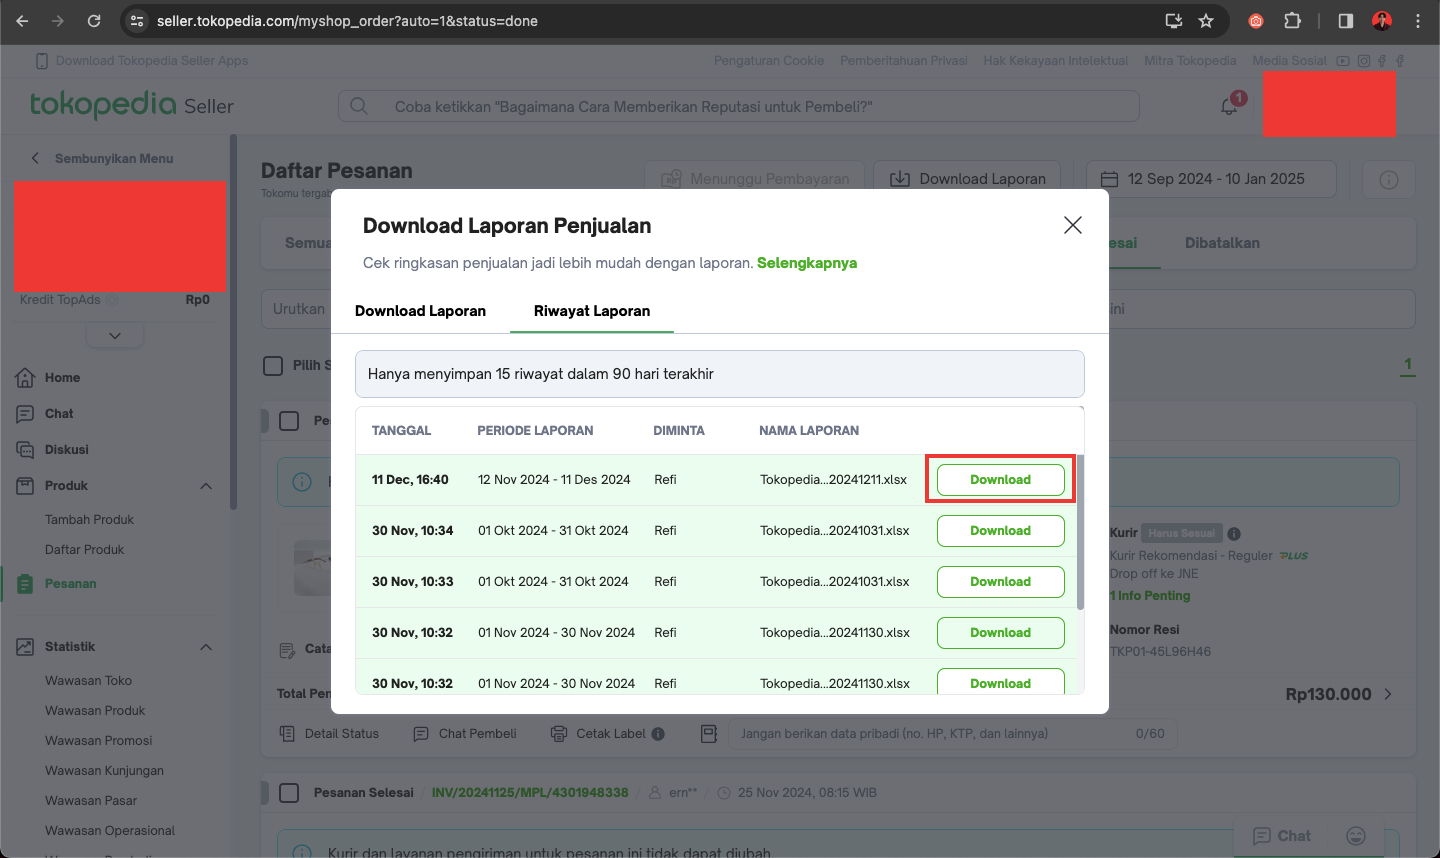 seller.tokopedia.com/myshop_order?auto=1&status=done
Download Tokopedia Seller Apps
Pengaturan Cookie Pemberitahuan Privasi Hak Kekayaan Intelektual Mitra Tokopedia Media Sosial
tokopedia Seller
Coba ketikkan "Bagaimana Cara Memberikan Reputasi untuk Pembeli?"
1
Sembunyikan Menu
Kredit TopAds Rp0
Home
Chat
Diskusi
Produk
Tambah Produk
Daftar Produk
Pesanan
Statistik
Wawasan Toko
Wawasan Produk
Wawasan Promosi
Wawasan Kunjungan
Wawasan Pasar
Wawasan Operasional
Daftar Pesanan
Menunggu Pembayaran
Download Laporan
12 Sep 2024 - 10 Jan 2025
Semua
esai
Dibatalkan
Urutkan
ini
Pilih S
1
Download Laporan Penjualan
Cek ringkasan penjualan jadi lebih mudah dengan laporan. Selengkapnya
Download Laporan Riwayat Laporan
Hanya menyimpan 15 riwayat dalam 90 hari terakhir
TANGGAL PERIODE LAPORAN DIMINTA NAMA LAPORAN
11 Dec, 16:40 12 Nov 2024 - 11 Des 2024 Refi Tokopedia...20241211.xlsx Download
30 Nov, 10:34 01 Okt 2024 - 31 Okt 2024 Refi Tokopedia...20241031.xlsx Download
30 Nov, 10:33 01 Okt 2024 - 31 Okt 2024 Refi Tokopedia...20241031.xlsx Download
30 Nov, 10:32 01 Nov 2024 - 30 Nov 2024 Refi Tokopedia...20241130.xlsx Download
30 Nov, 10:32 01 Nov 2024 - 30 Nov 2024 Refi Tokopedia...20241130.xlsx Download
Kurir Harus Sesuai
Kurir Rekomendasi - Reguler PLUS
Drop off ke JNE
1 Info Penting
Nomor Resi
TKP01-45L96H46
Cata
Total Pen
Rp130.000
Detail Status Chat Pembeli Cetak Label Jangan berikan data pribadi (no. HP, KTP, dan lainnya) 0/60
Pesanan Selesai / INV/20241125/MPL/4301948338 / ern** / 25 Nov 2024, 08:15 WIB
Kurir dan layanan pengiriman untuk pesanan ini tidak dapat diubah.
Chat